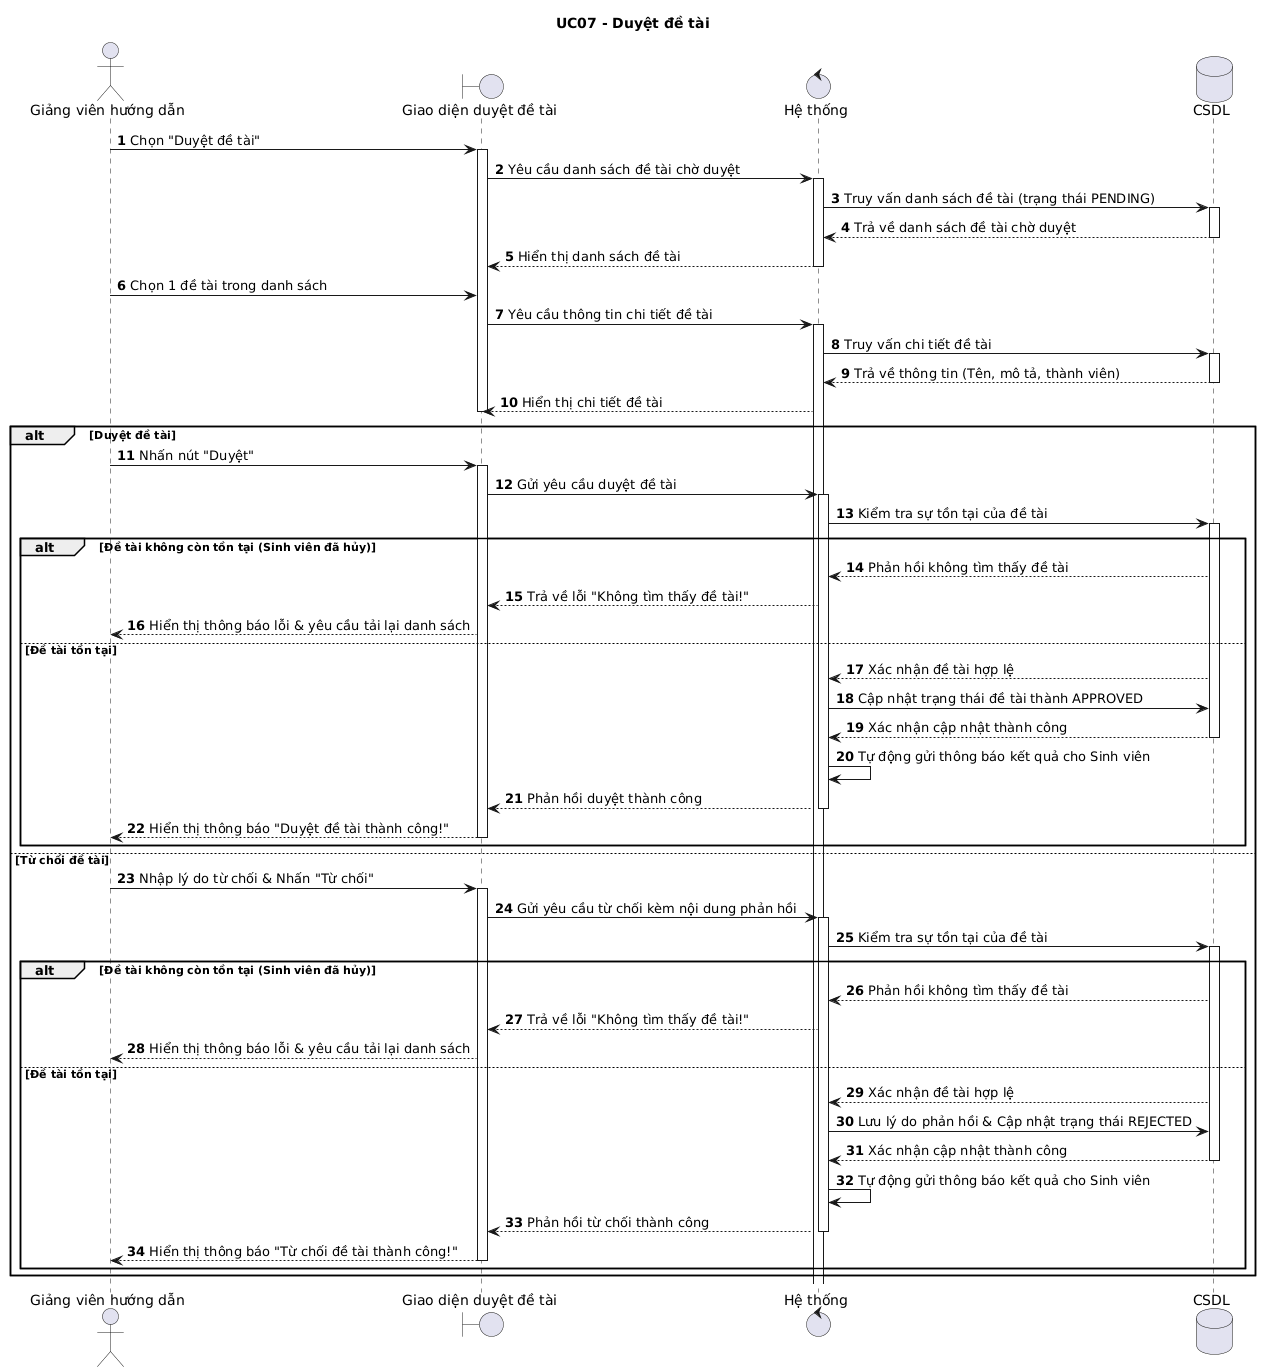 UC07 - Duyệt đề tài
Giảng viên hướng dẫn
Giao diện duyệt đề tài
Hệ thống
CSDL
1 Chọn "Duyệt đề tài"
2 Yêu cầu danh sách đề tài chờ duyệt
3 Truy vấn danh sách đề tài (trạng thái PENDING)
4 Trả về danh sách đề tài chờ duyệt
5 Hiển thị danh sách đề tài
6 Chọn 1 đề tài trong danh sách
7 Yêu cầu thông tin chi tiết đề tài
8 Truy vấn chi tiết đề tài
9 Trả về thông tin (Tên, mô tả, thành viên)
10 Hiển thị chi tiết đề tài
alt [Duyệt đề tài]
11 Nhấn nút "Duyệt"
12 Gửi yêu cầu duyệt đề tài
13 Kiểm tra sự tồn tại của đề tài
alt [Đề tài không còn tồn tại (Sinh viên đã hủy)]
14 Phản hồi không tìm thấy đề tài
15 Trả về lỗi "Không tìm thấy đề tài!"
16 Hiển thị thông báo lỗi & yêu cầu tải lại danh sách
[Đề tài tồn tại]
17 Xác nhận đề tài hợp lệ
18 Cập nhật trạng thái đề tài thành APPROVED
19 Xác nhận cập nhật thành công
20 Tự động gửi thông báo kết quả cho Sinh viên
21 Phản hồi duyệt thành công
22 Hiển thị thông báo "Duyệt đề tài thành công!"
[Từ chối đề tài]
23 Nhập lý do từ chối & Nhấn "Từ chối"
24 Gửi yêu cầu từ chối kèm nội dung phản hồi
25 Kiểm tra sự tồn tại của đề tài
alt [Đề tài không còn tồn tại (Sinh viên đã hủy)]
26 Phản hồi không tìm thấy đề tài
27 Trả về lỗi "Không tìm thấy đề tài!"
28 Hiển thị thông báo lỗi & yêu cầu tải lại danh sách
[Đề tài tồn tại]
29 Xác nhận đề tài hợp lệ
30 Lưu lý do phản hồi & Cập nhật trạng thái REJECTED
31 Xác nhận cập nhật thành công
32 Tự động gửi thông báo kết quả cho Sinh viên
33 Phản hồi từ chối thành công
34 Hiển thị thông báo "Từ chối đề tài thành công!"
Giảng viên hướng dẫn
Giao diện duyệt đề tài
Hệ thống
CSDL